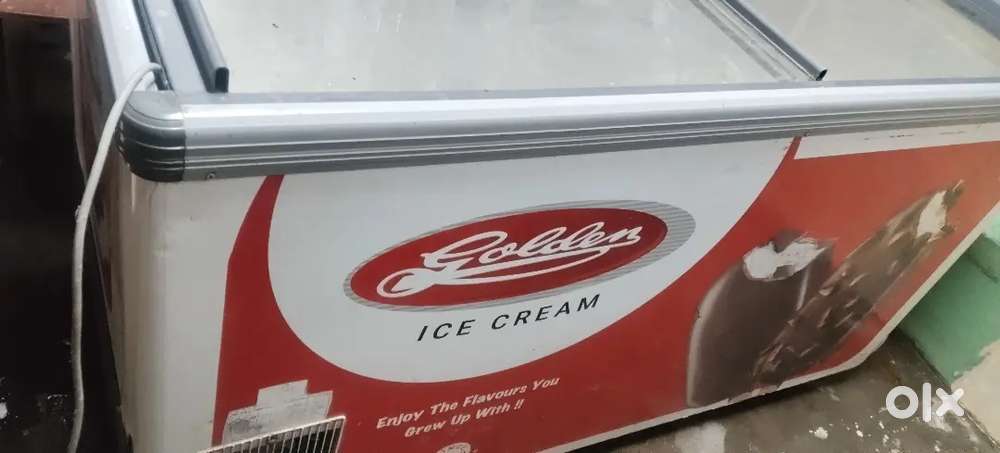 Golden
ICE CREAM
Enjoy The Flavours You
Grew Up With !!
olx